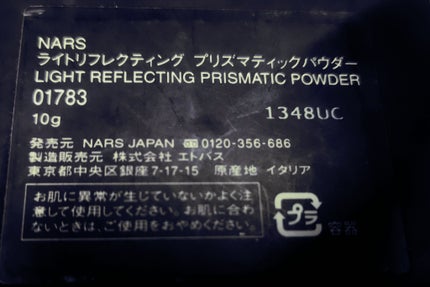 NARS
ライトリフレクティング プリズマティックパウダー
LIGHT REFLECTING PRISMATIC POWDER
01783
10g
1348UC
発売元 NARS JAPAN 0120-356-686
製造販売元 株式会社 エトバス
東京都中央区銀座7-17-15 原産地 イタリア
お肌に異常が生じていないかよく注
意して使用してください。お肌に合わ
ないときは、ご使用をおやめください。
プラ
容器